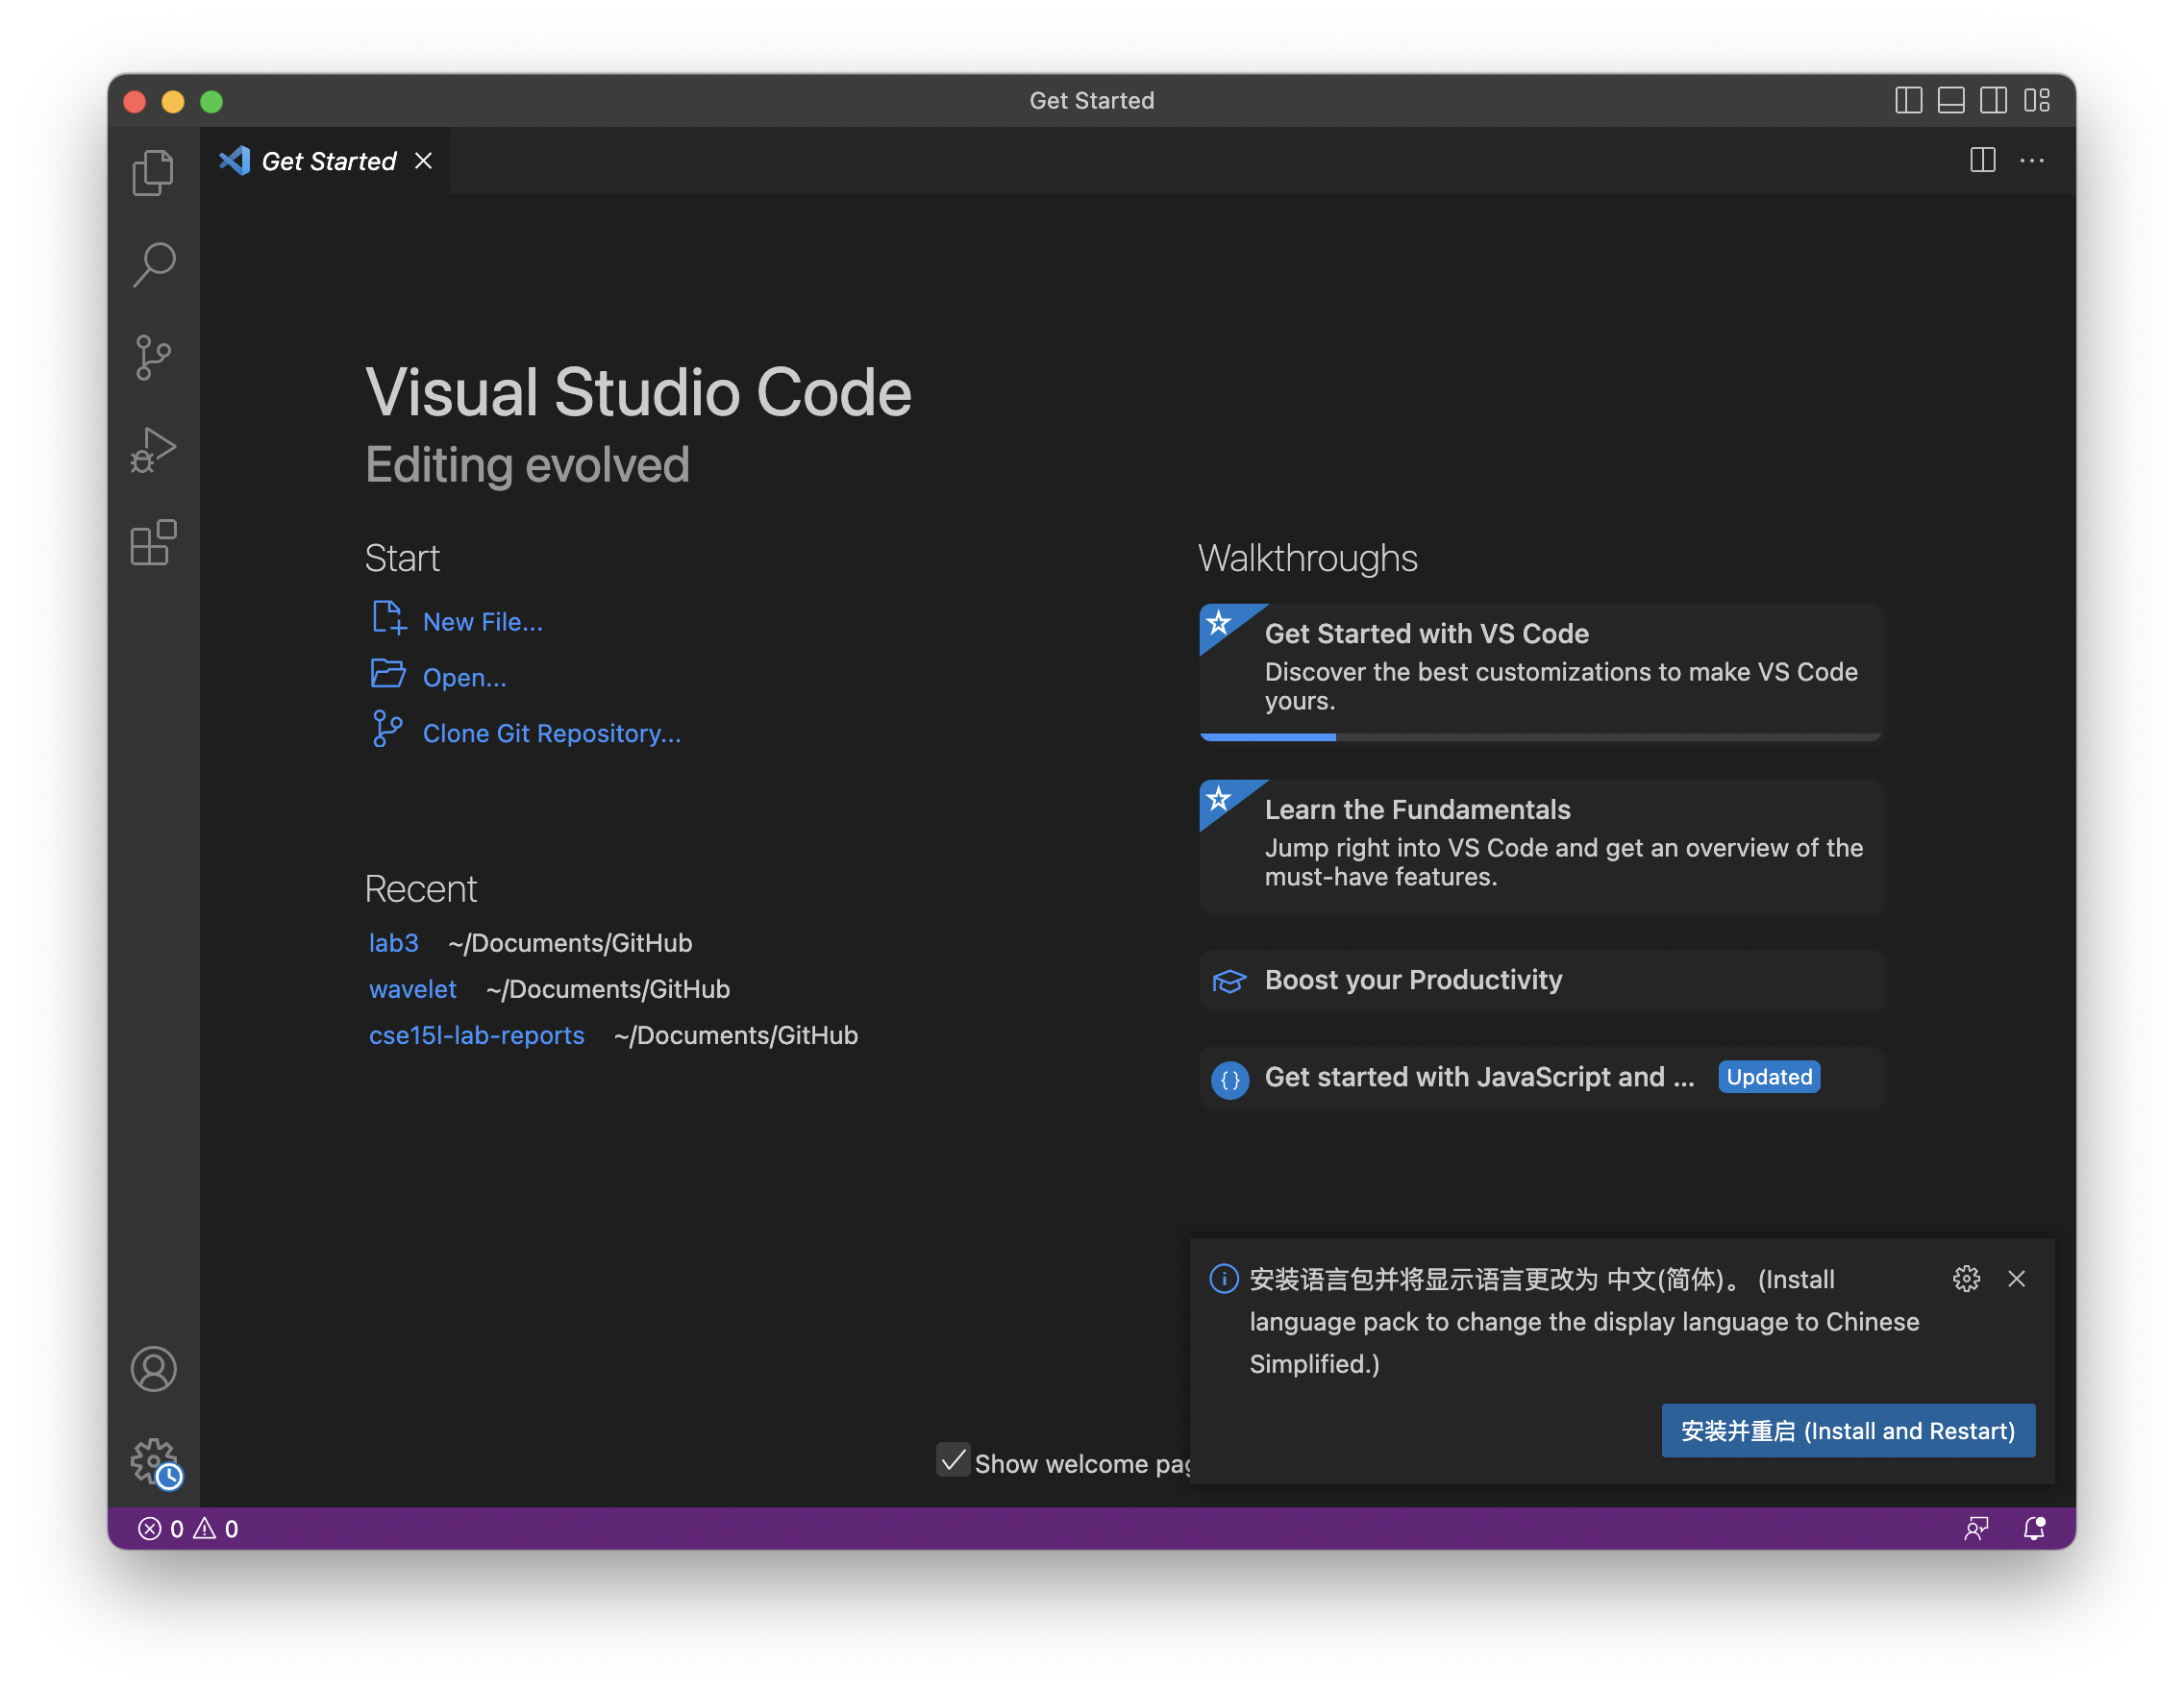 Get Started
Get Started
Visual Studio Code
Editing evolved
Start
New File...
Open...
Clone Git Repository...
Recent
lab3 ~/Documents/GitHub
wavelet ~/Documents/GitHub
cse15l-lab-reports ~/Documents/GitHub
Walkthroughs
Get Started with VS Code
Discover the best customizations to make VS Code
yours.
Learn the Fundamentals
Jump right into VS Code and get an overview of the
must-have features.
Boost your Productivity
Get started with JavaScript and ... Updated
安装语言包并将显示语言更改为 中文(简体)。 (Install
language pack to change the display language to Chinese
Simplified.)
安装并重启 (Install and Restart)
Show welcome
0 0